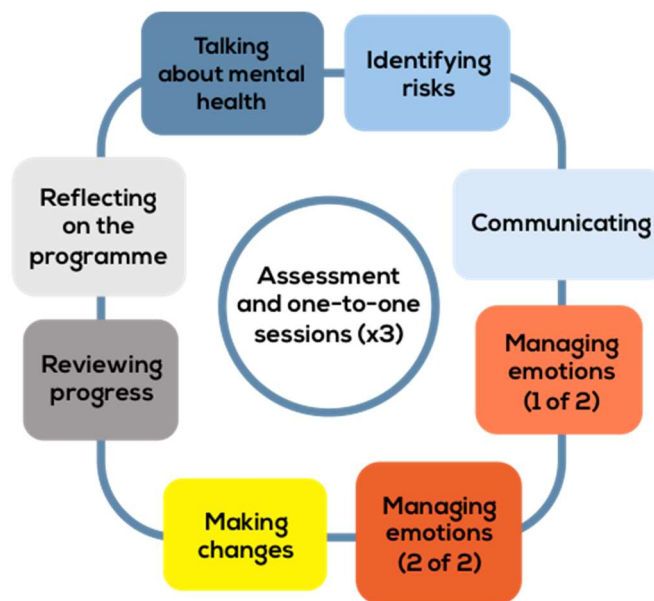 Talking
about mental
health
Identifying
risks
Communicating
Managing
emotions
(1 of 2)
Managing
emotions
(2 of 2)
Making
changes
Reviewing
progress
Reflecting
on the
programme
Assessment
and one-to-one
sessions (x3)